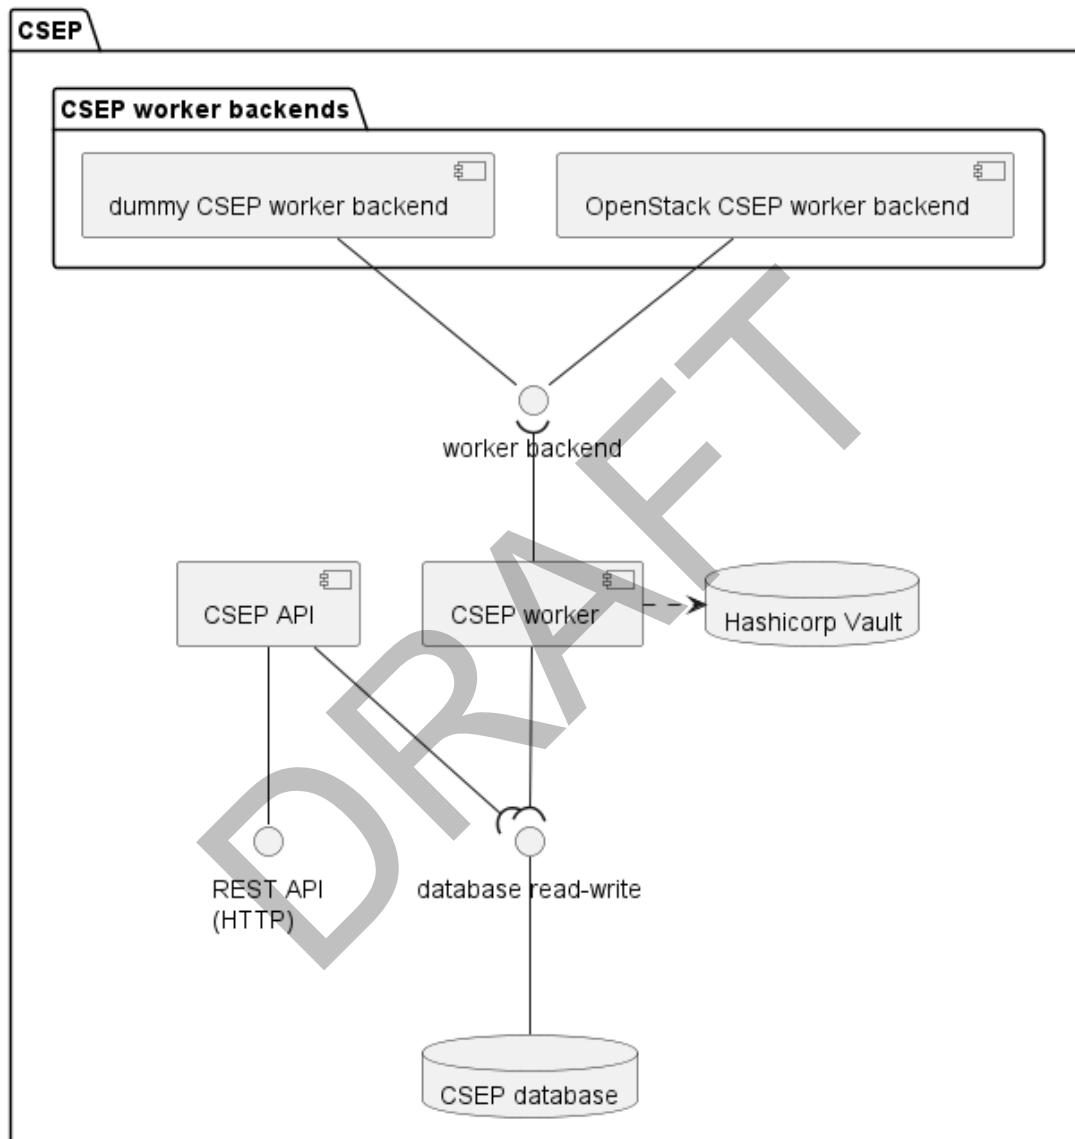 CSEP
CSEP worker backends
dummy CSEP worker backend
OpenStack CSEP worker backend
worker backend
CSEP API
CSEP worker
Hashicorp Vault
REST API
(HTTP)
database read-write
CSEP database
DRAFT